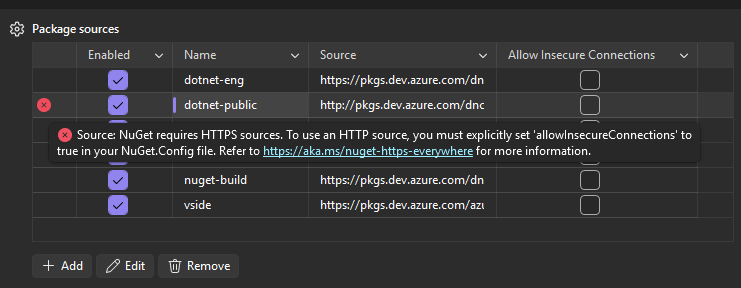 Package sources
Enabled Name Source Allow Insecure Connections
dotnet-eng https://pkgs.dev.azure.com/dn
dotnet-public http://pkgs.dev.azure.com/dnc
Source: NuGet requires HTTPS sources. To use an HTTP source, you must explicitly set 'allowInsecureConnections' to
true in your NuGet.Config file. Refer to https://aka.ms/nuget-https-everywhere for more information.
nuget-build https://pkgs.dev.azure.com/dn
vside https://pkgs.dev.azure.com/azu
Add Edit Remove